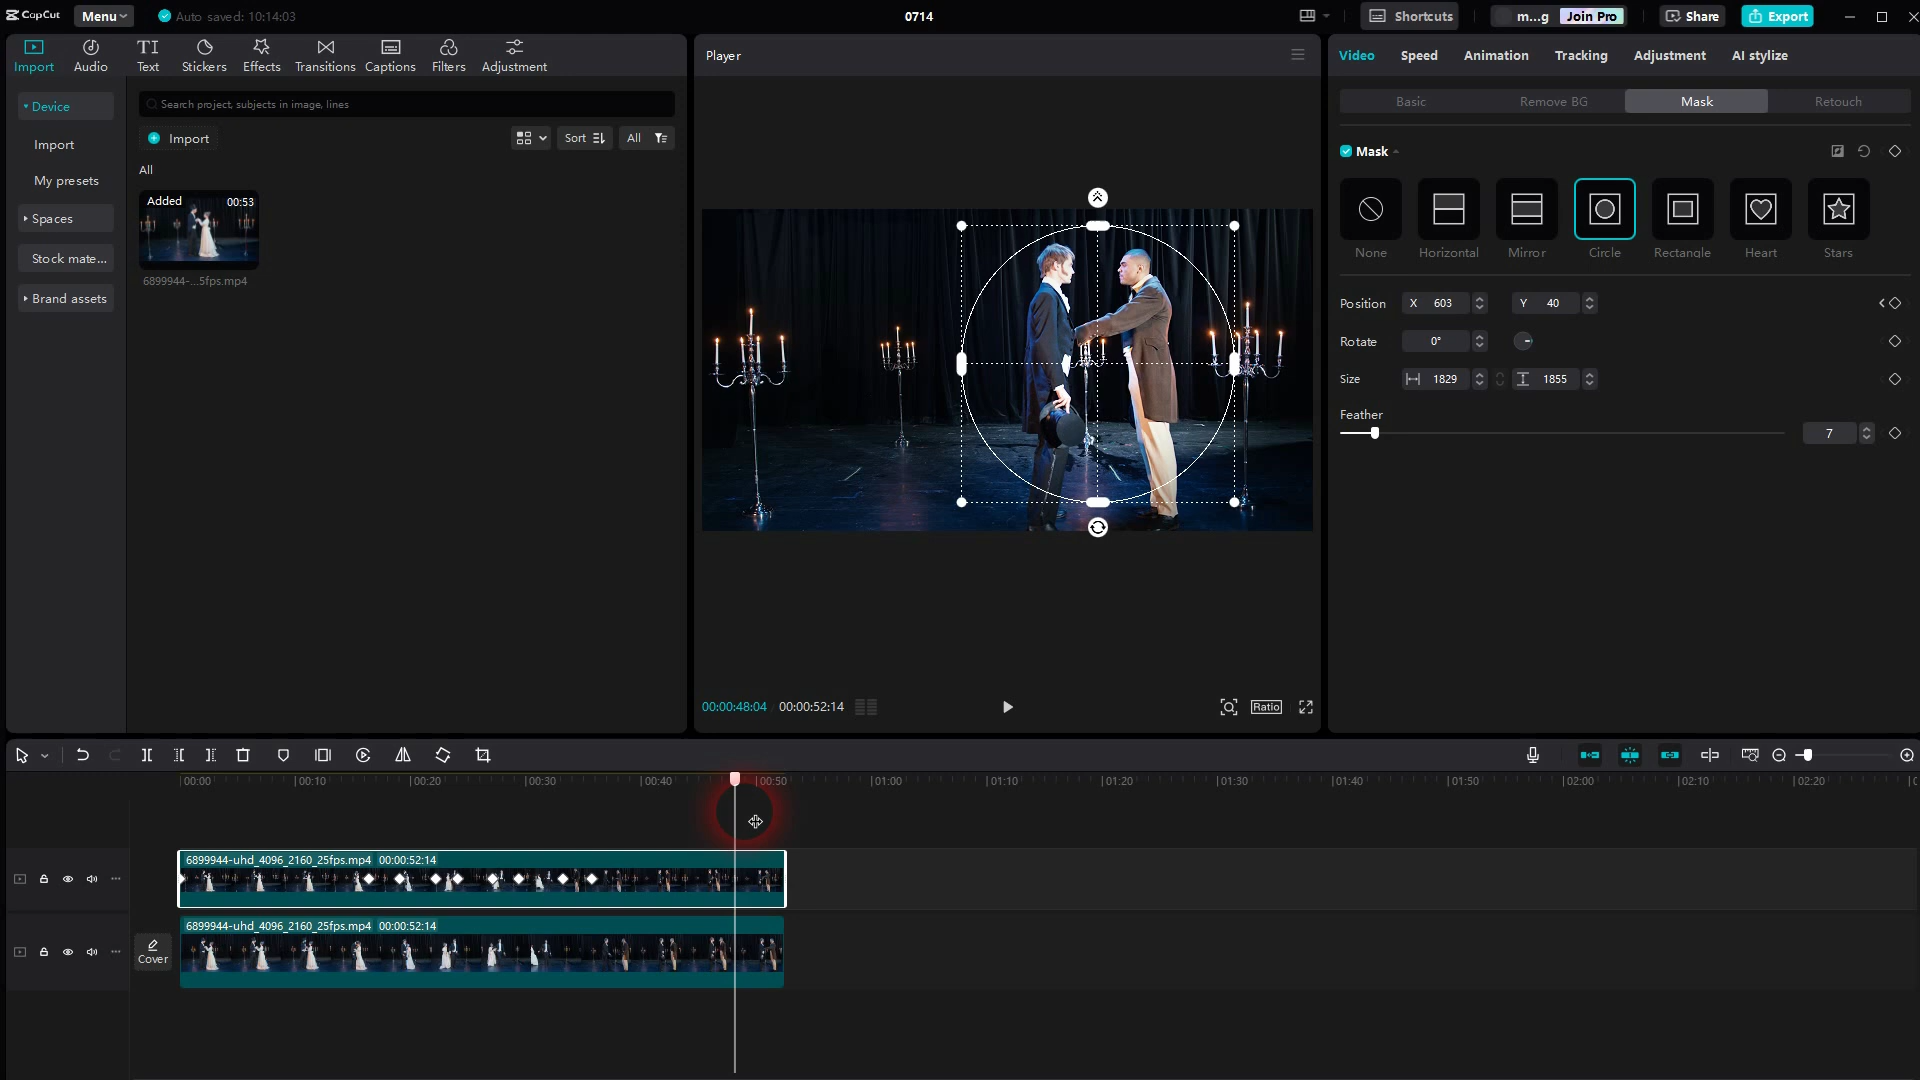 CapCut
Menu
Auto saved: 10:14:03
0714
Shortcuts
m...g
Join Pro
Share
Export
Import
Audio
Text
Stickers
Effects
Transitions
Captions
Filters
Adjustment
Device
Import
My presets
Spaces
Stock mate...
Brand assets
Search project, subjects in image, lines
Import
Sort
All
All
Added
00:53
6899944-...5fps.mp4
Player
00:00:48:04
00:00:52:14
Ratio
Video
Speed
Animation
Tracking
Adjustment
AI stylize
Basic
Remove BG
Mask
Retouch
Mask
None
Horizontal
Mirror
Circle
Rectangle
Heart
Stars
Position X 603 Y 40
Rotate 0°
Size 1829 1855
Feather
7
00:00
00:10
00:20
00:30
00:40
00:50
01:00
01:10
01:20
01:30
01:40
01:50
02:00
02:10
02:20
6899944-uhd_4096_2160_25fps.mp4 00:00:52:14
6899944-uhd_4096_2160_25fps.mp4 00:00:52:14
Cover